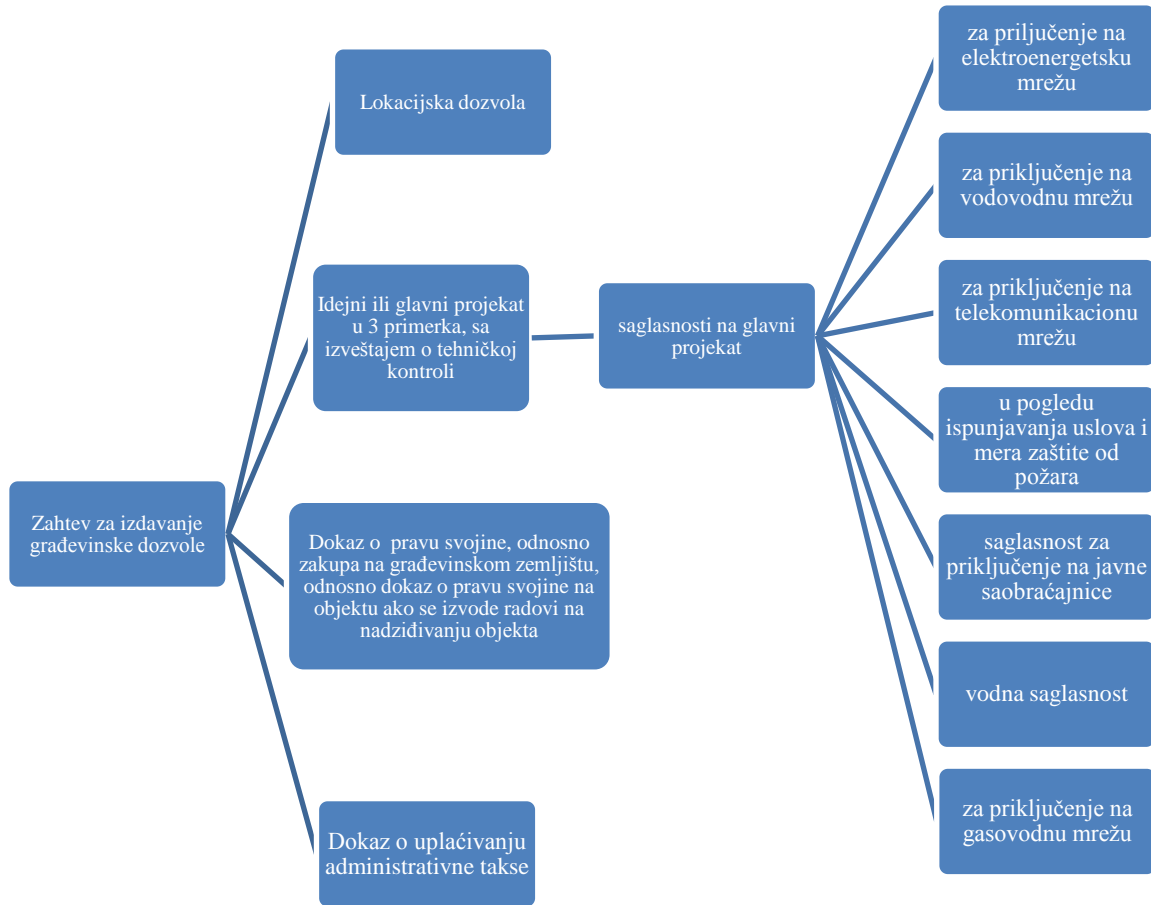 Zahtev za izdavanje
građevinske dozvole
Lokacijska dozvola
Idejni ili glavni projekat
u 3 primerka, sa
izveštajem o tehničkoj
kontroli
Dokaz o pravu svojine, odnosno
zakupa na građevinskom zemljištu,
odnosno dokaz o pravu svojine na
objektu ako se izvode radovi na
nadziđivanju objekta
Dokaz o uplaćivanju
administrativne takse
saglasnosti na glavni
projekat
za priljučenje na
elektroenergetsku
mrežu
za priključenje na
vodovodnu mrežu
za priključenje na
telekomunikacionu
mrežu
u pogledu
ispunjavanja uslova i
mera zaštite od
požara
saglasnost za
priključenje na javne
saobraćajnice
vodna saglasnost
za priključenje na
gasovodnu mrežu